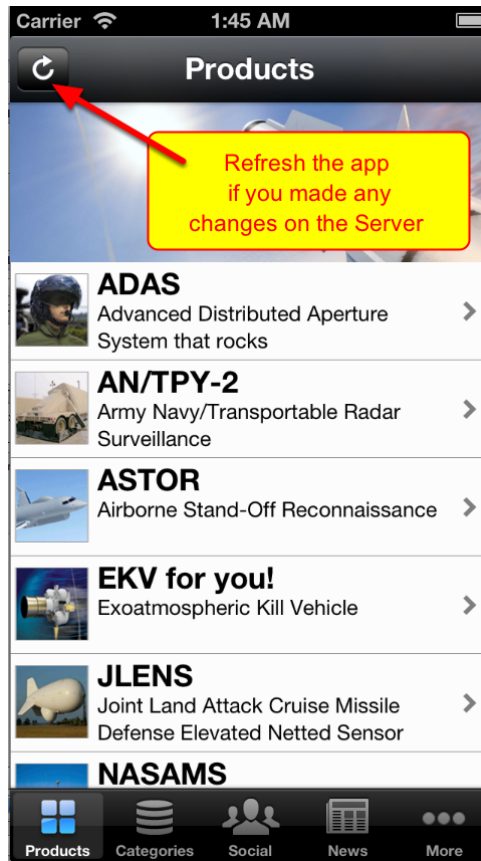 Carrier 1:45 AM
Products
Refresh the app
if you made any
changes on the Server
ADAS
Advanced Distributed Aperture
System that rocks
AN/TPY-2
Army Navy/Transportable Radar
Surveillance
ASTOR
Airborne Stand-Off Reconnaissance
EKV for you!
Exoatmospheric Kill Vehicle
JLENS
Joint Land Attack Cruise Missile
Defense Elevated Netted Sensor
NASAMS
Products Categories Social News More